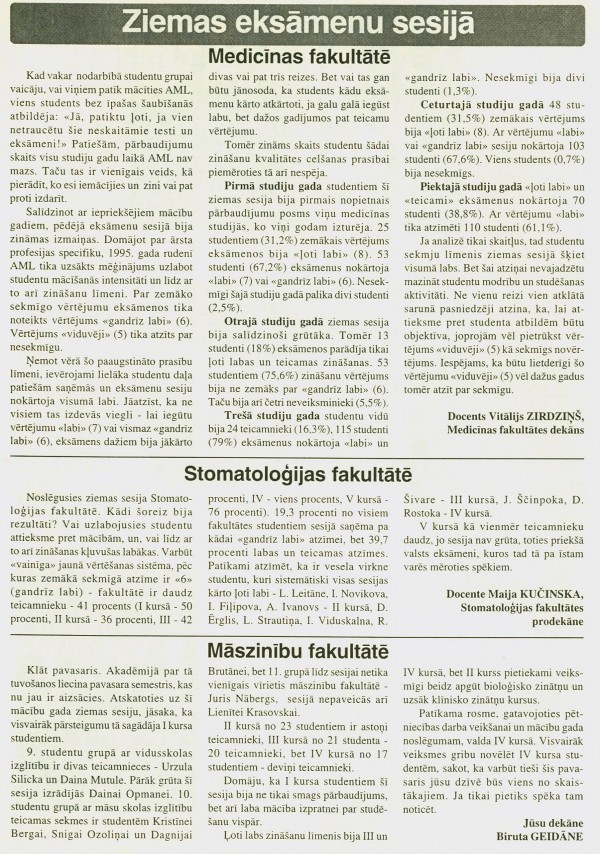 Ziemas eksāmenu sesijā
Medicīnas fakultātē
Kad vakar nodarbībā studentu grupai
vaicāju, vai viņiem patīk mācīties AML,
viens students bez īpašas šaubīšanās
atbildēja: «Jā, patiktu ļoti, ja vien
netraucētu šie neskaitāmie testi un
eksāmeni!» Patiešām, pārbaudījumu
skaits visu studiju gadu laikā AML nav
mazs. Taču tas ir vienīgais veids, kā
pierādīt, ko esi iemācījies un zini vai pat
proti izdarīt.
Salīdzinot ar iepriekšējiem mācību
gadiem, pēdējā eksāmenu sesijā bija
zināmas izmaiņas. Domājot par ārsta
profesijas specifiku, 1995. gada rudenī
AML tika uzsākts mēģinājums uzlabot
studentu mācīšanās intensitāti un līdz ar
to arī zināšanu līmeni. Par zemāko
sekmīgo vērtējumu eksāmenos tika
noteikts vērtējums «gandrīz labi» (6).
Vērtējums «viduvēji» (5) tika atzīts par
nesekmīgu.
Ņemot vērā šo paaugstināto prasību
līmeni, ievērojami lielāka studentu daļa
patiešām saņēmās un eksāmenu sesiju
nokārtoja visumā labi. Jāatzīst, ka ne
visiem tas izdevās viegli - lai iegūtu
vērtējumu «labi» (7) vai vismaz «gandrīz
labi» (6), eksāmens dažiem bija jākārto
divas vai pat trīs reizes. Bet vai tas gan
būtu jānosoda, ka students kādu eksā-
menu kārto atkārtoti, ja galu galā iegūst
labu, bet dažos gadījumos pat teicamu
vērtējumu.
Tomēr zināms skaits studentu šādai
zināšanu kvalitātes celšanas prasībai
piemēroties tā arī nespēja.
Pirmā studiju gada studentiem šī
ziemas sesija bija pirmais nopietnais
pārbaudījumu posms viņu medicīnas
studijās, ko viņi godam izturēja. 25
studentiem (31,2%) zemākais vērtējums
eksāmenos bija «ļoti labi» (8). 53
studenti (67,2%) eksāmenus nokārtoja
«labi» (7) vai «gandrīz labi» (6). Nesek-
mīgi šajā studiju gadā palika divi studenti
(2,5%).
Otrajā studiju gadā ziemas sesija
bija salīdzinoši grūtāka. Tomēr 13
studenti (18%) eksāmenos parādīja tikai
ļoti labas un teicamas zināšanas. 53
studentiem (75,6%) zināšanu vērtējums
bija ne zemāks par «gandrīz labi» (6).
Taču bija arī četri neveiksminieki (5,5%).
Trešā studiju gada studentu vidū
bija 24 teicamnieki (16,3%), 115 studenti
(79%) eksāmenus nokārtoja «labi» un
«gandrīz labi». Nesekmīgi bija divi
studenti (1,3%).
Ceturtajā studiju gadā 48 stu-
dentiem (31,5%) zemākais vērtējums
bija «ļoti labi» (8). Ar vērtējumu «labi»
vai «gandrīz labi» sesiju nokārtoja 103
studenti (67,6%). Viens students (0,7%)
bija nesekmīgs.
Piektajā studiju gadā «ļoti labi» un
«teicami» eksāmenus nokārtoja 70
studenti (38,8%). Ar vērtējumu «labi»
tika atzīmēti 110 studenti (61,1%).
Ja analizē tikai skaitļus, tad studentu
sekmju līmenis ziemas sesijā šķiet
visumā labs. Bet šai atziņai nevajadzētu
mazināt studentu modrību un studēšanas
aktivitāti. Ne vienu reizi vien atklātā
sarunā pasniedzēji atzina, ka, lai at-
tieksme pret studenta atbildēm būtu
objektīva, joprojām vēl pietrūkst vēr-
tējums «viduvēji» (5) kā sekmīgs novēr-
tējums. Iespējams, ka būtu lietderīgi šo
vērtējumu «viduvēji» (5) vēl dažus gadus
tomēr atzīt par sekmīgu.
Docents Vitālijs ZIRDZIŅŠ,
Medicīnas fakultātes dekāns
Stomatoloģijas fakultātē
Noslēgusies ziemas sesija Stomato-
loģijas fakultātē. Kādi šoreiz bija
rezultāti? Vai uzlabojusies studentu
attieksme pret mācībām, un, vai līdz ar
to arī zināšanas kļuvušas labākas. Varbūt
«vainīga» jaunā vērtēšanas sistēma, pēc
kuras zemākā sekmīgā atzīme ir «6»
(gandrīz labi) - fakultātē ir daudz
teicamnieku - 41 procents (I kursā - 50
procenti, II kursā - 36 procenti, III - 42
procenti, IV - viens procents, V kursā -
76 procenti). 19,3 procenti no visiem
fakultātes studentiem sesijā saņēma pa
kādai «gandrīz labi» atzīmei, bet 39,7
procenti labas un teicamas atzīmes.
Patīkami atzīmēt, ka ir vesela virkne
studentu, kuri sistemātiski visas sesijas
kārto ļoti labi - L. Leitāne, I. Novikova,
I. Fiļipova, A. Ivanovs - II kursā, D.
Ērglis, L. Strautiņa, I. Viduskalna, R.
Šivare - III kursā, J. Ščinpoka, D.
Rostoka - IV kursā.
V kursā kā vienmēr teicamnieku
daudz, jo sesija nav grūta, toties priekšā
valsts eksāmeni, kuros tad tā pa īstam
varēs mēroties spēkiem.
Docente Maija KUČINSKA,
Stomatoloģijas fakultātes
prodekāne
Māszinību fakultātē
Klāt pavasaris. Akadēmijā par tā
tuvošanos liecina pavasara semestris, kas
nu jau ir aizsācies. Atskatoties uz šī
mācību gada ziemas sesiju, jāsaka, ka
visvairāk pārsteigumu tā sagādāja I kursa
studentiem.
9. studentu grupā ar vidusskolas
izglītību ir divas teicamnieces - Urzula
Silicka un Daina Mutule. Pārāk grūta šī
sesija izrādījās Dainai Opmanei. 10.
studentu grupā ar māsu skolas izglītību
teicamas sekmes ir studentēm Kristīnei
Bergai, Snigai Ozoliņai un Dagnijai
Brutānei, bet 11. grupā līdz sesijai netika
vienīgais vīrietis māszinību fakultātē -
Juris Nābergs, sesijā nepaveicās arī
Lienītei Krasovskai.
II kursā no 23 studentiem ir astoņi
teicamnieki, III kursā no 21 studenta -
20 teicamnieki, bet IV kursā no 17
studentiem - deviņi teicamnieki.
Domāju, ka I kursa studentiem šī
sesija bija ne tikai smags pārbaudījums,
bet arī laba mācība izpratnei par studē-
šanu vispār.
Ļoti labs zināšanu līmenis bija III un
IV kursā, bet II kurss pietiekami veiks-
mīgi beidz apgūt bioloģisko zinātņu un
uzsāk klīnisko zinātņu kursus.
Patīkama rosme, gatavojoties pēt-
niecības darba veikšanai un mācību gada
noslēgumam, valda IV kursā. Visvairāk
veiksmes gribu novēlēt IV kursa stu-
dentēm, sakot, ka varbūt tieši šis pava-
saris jūsu dzīvē būs viens no skais-
tākajiem. Ja tikai pietiks spēka tam
noticēt.
Jūsu dekāne
Biruta GEIDĀNE